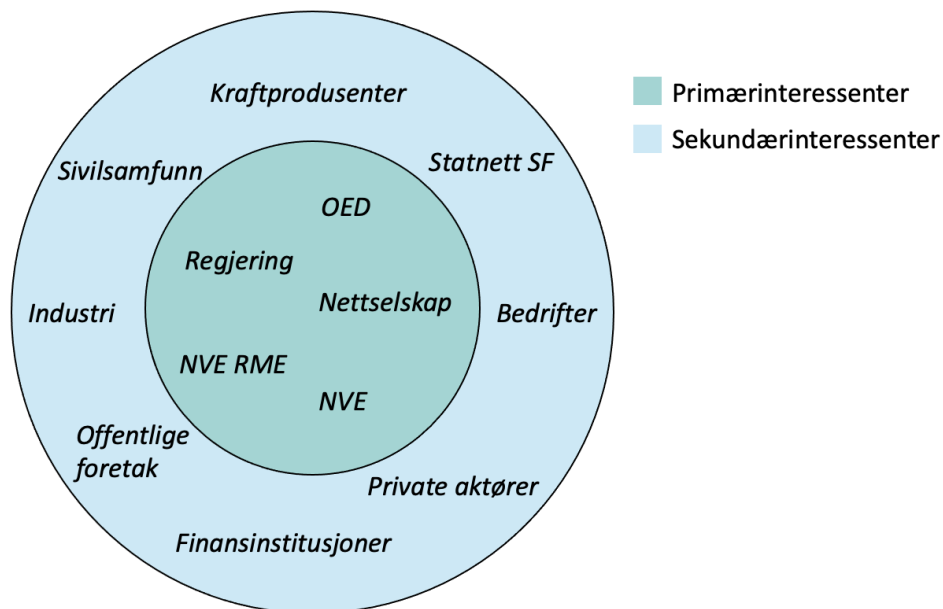 Kraftprodusenter
Primærinteressenter
Sekundærinteressenter
Sivilsamfunn
Statnett SF
OED
Regjering
Nettselskap
Industri
Bedrifter
NVE RME
NVE
Offentlige
foretak
Private aktører
Finansinstitusjoner